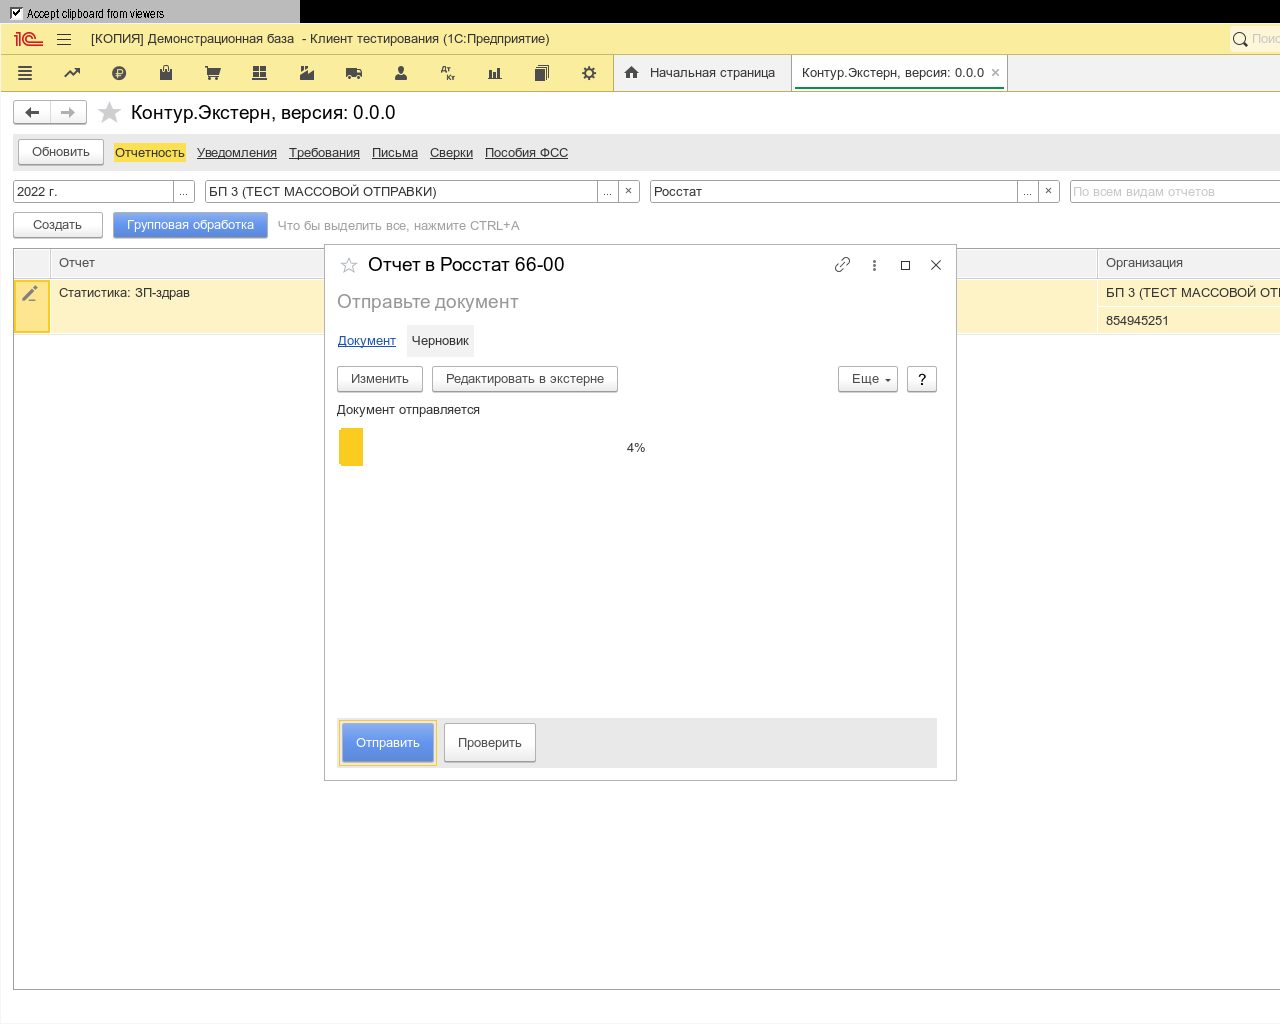 Accept clipboard from viewers
[КОПИЯ] Демонстрационная база - Клиент тестирования (1С:Предприятие)
Начальная страница
Контур.Экстерн, версия: 0.0.0
Контур.Экстерн, версия: 0.0.0
Обновить Отчетность Уведомления Требования Письма Сверки Пособия ФСС
2022 г. ... БП 3 (ТЕСТ МАССОВОЙ ОТПРАВКИ) ... × Росстат ... × По всем видам отчетов
Создать Групповая обработка Что бы выделить все, нажмите CTRL+A
Отчет Организация
Статистика: ЗП-здрав БП 3 (ТЕСТ МАССОВОЙ
854945251
Отчет в Росстат 66-00
Отправьте документ
Документ Черновик
Изменить Редактировать в экстерне Еще ?
Документ отправляется
4%
Отправить Проверить